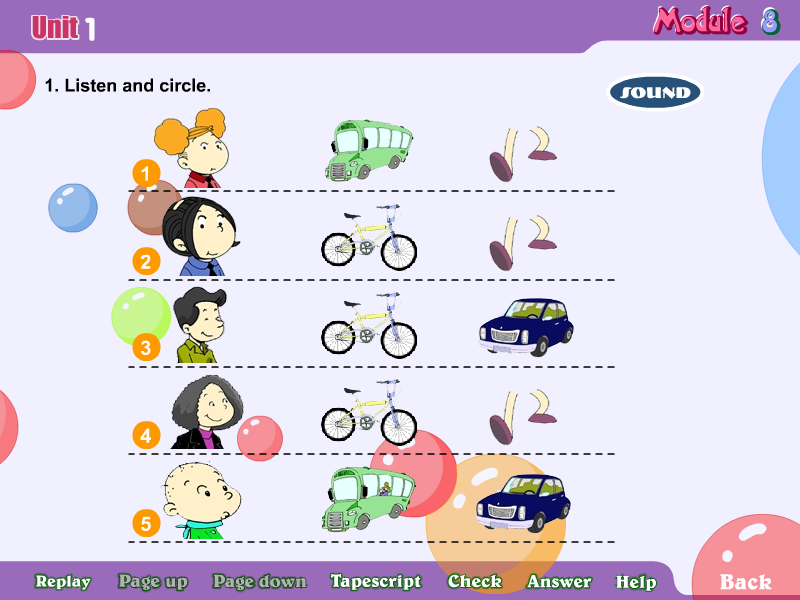 Unit 1
Module 8
1. Listen and circle.
SOUND
1
2
3
4
5
Replay Page up Page down Tapescript Check Answer Help Back